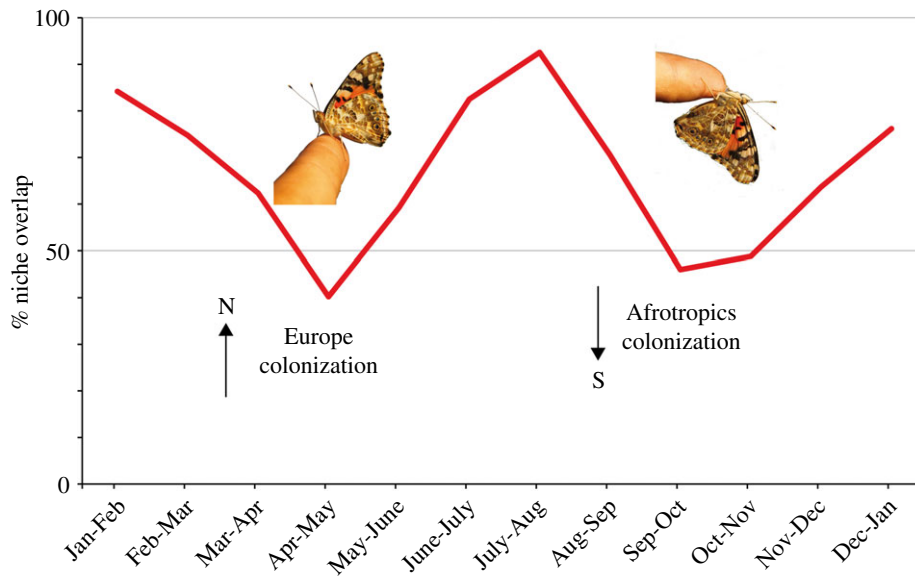 100
50
0
% niche overlap
N
Europe
colonization
Afrotropics
colonization
S
Jan-Feb
Feb-Mar
Mar-Apr
Apr-May
May-June
June-July
July-Aug
Aug-Sep
Sep-Oct
Oct-Nov
Nov-Dec
Dec-Jan